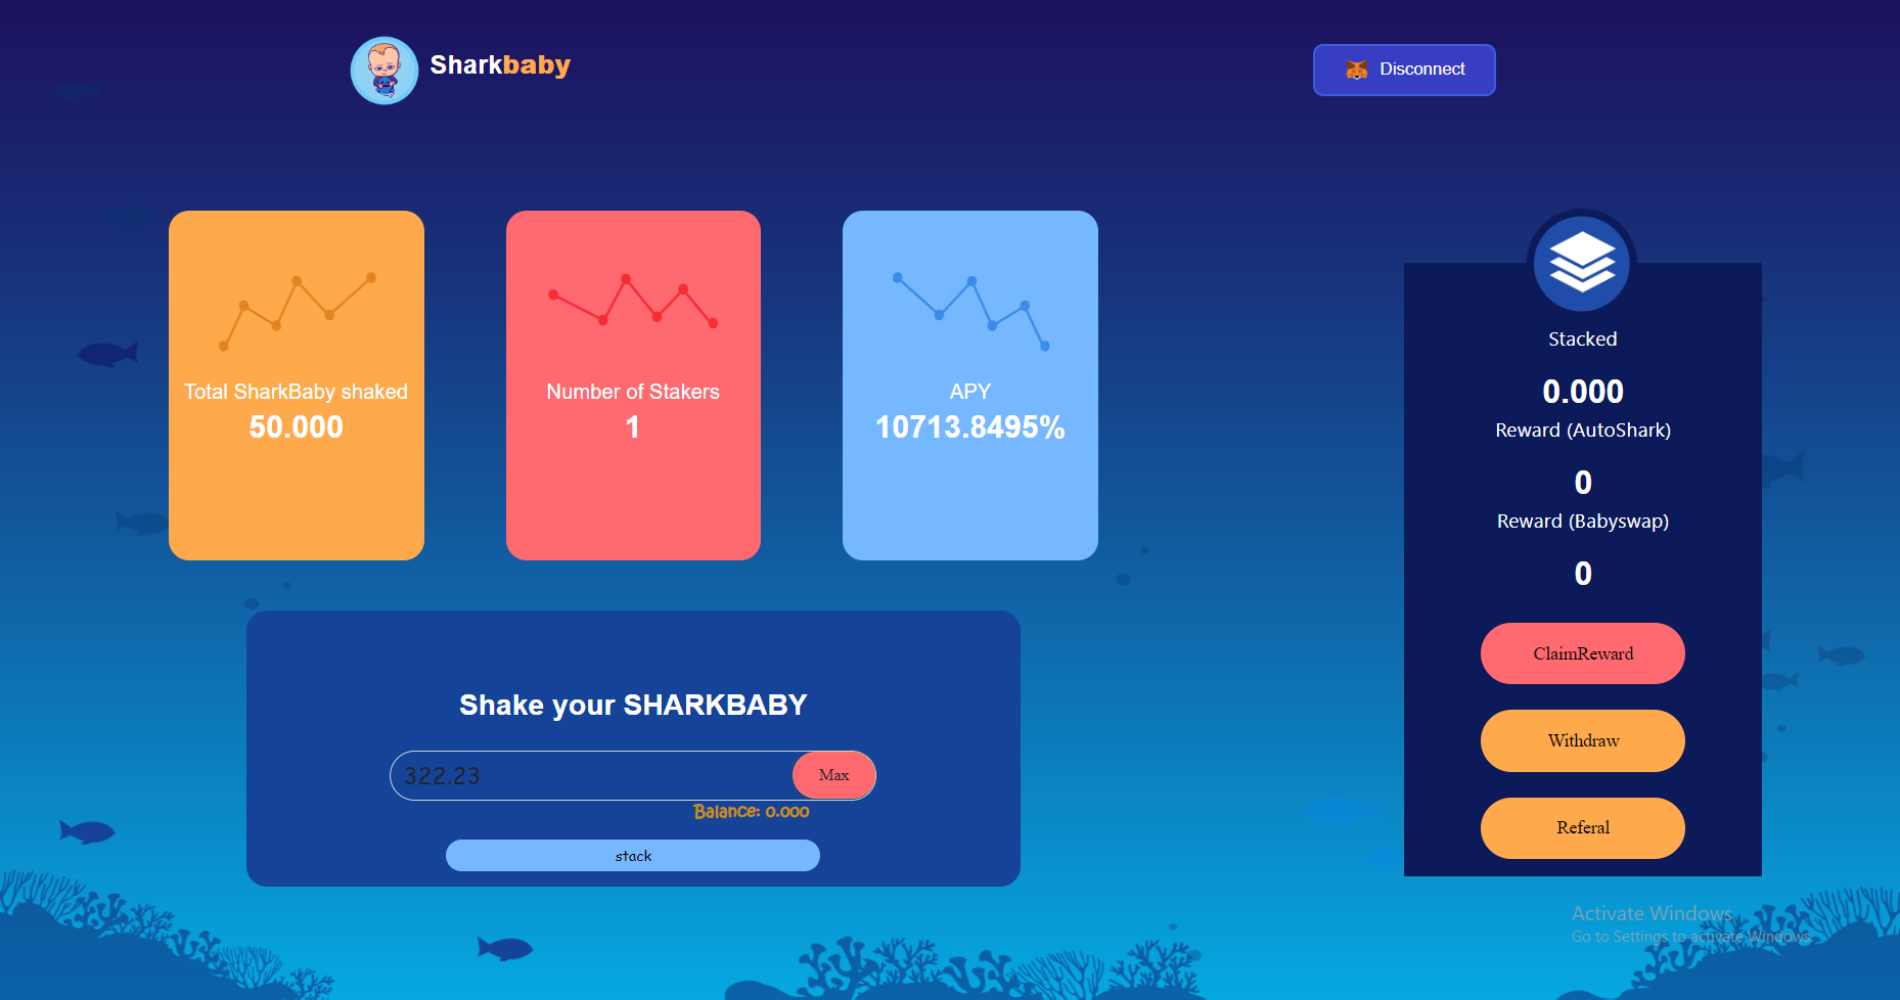 Sharkbaby
Disconnect
Total SharkBaby shaked
50.000
Number of Stakers
1
APY
10713.8495%
Stacked
0.000
Reward (AutoShark)
0
Reward (Babyswap)
0
ClaimReward
Withdraw
Referal
Shake your SHARKBABY
322.23
Max
Balance: 0.000
stack
Activate Windows
Go to Settings to activate Windows.